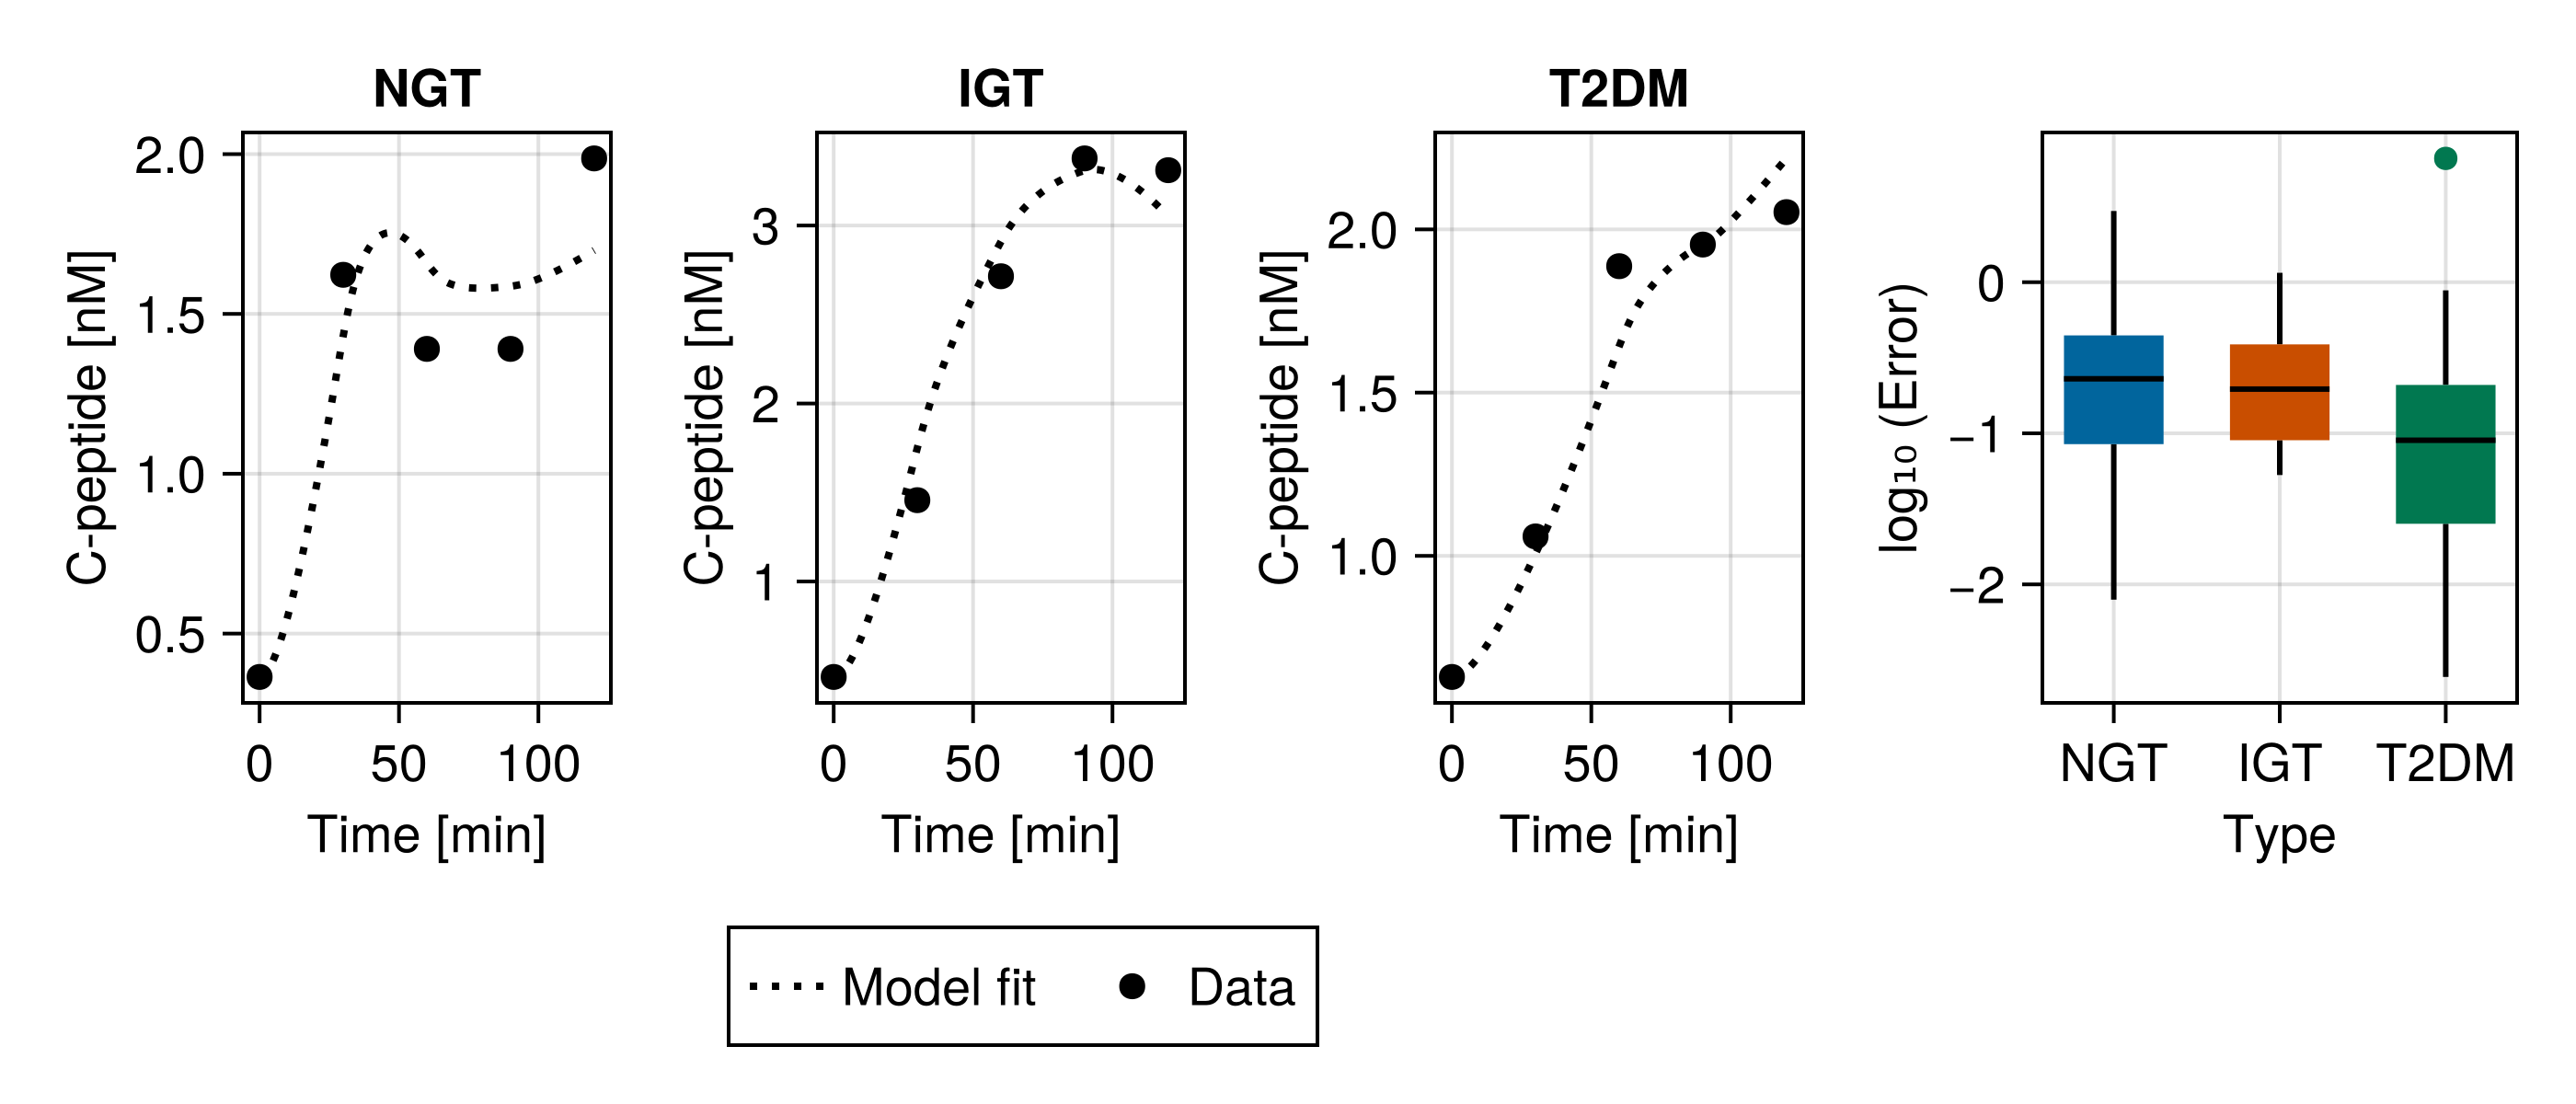 NGT
IGT
T2DM
2.0
1.5
1.0
0.5
C-peptide [nM]
0 50 100
Time [min]
3
2
1
C-peptide [nM]
0 50 100
Time [min]
2.0
1.5
1.0
C-peptide [nM]
0 50 100
Time [min]
0
−1
−2
log₁₀ (Error)
NGT IGT T2DM
Type
Model fit Data